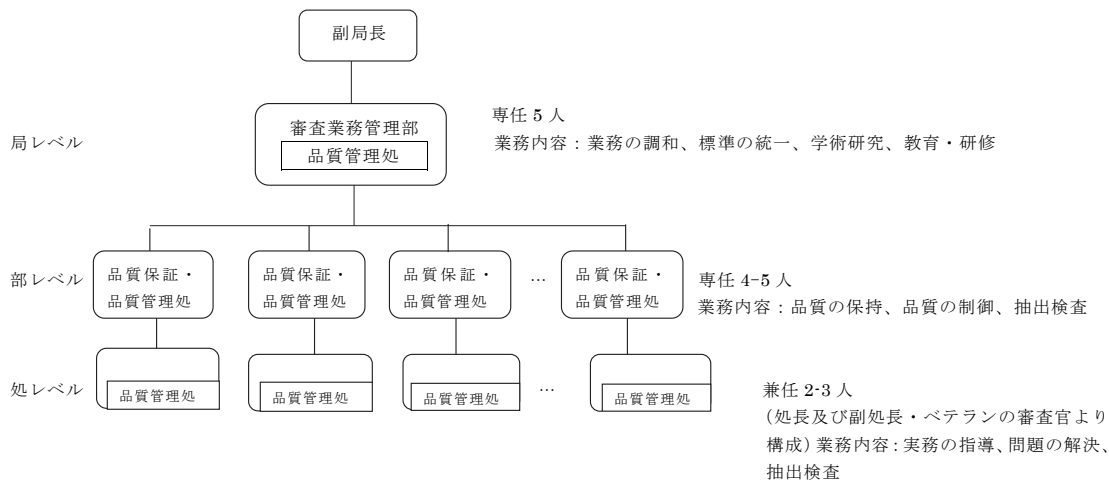 副局長
専任 5 人
審査業務管理部
局レベル
業務内容：業務の調和、標準の統一、学術研究、教育・研修
品質管理処
部レベル
品質保証・
品質管理処
品質保証・
品質管理処
品質保証・
品質管理処
…
品質保証・
品質管理処
専任 4-5 人
業務内容：品質の保持、品質の制御、抽出検査
処レベル
品質管理処
品質管理処
品質管理処
…
品質管理処
兼任 2-3 人
（処長及び副処長・ベテランの審査官より
構成）業務内容：実務の指導、問題の解決、
抽出検査